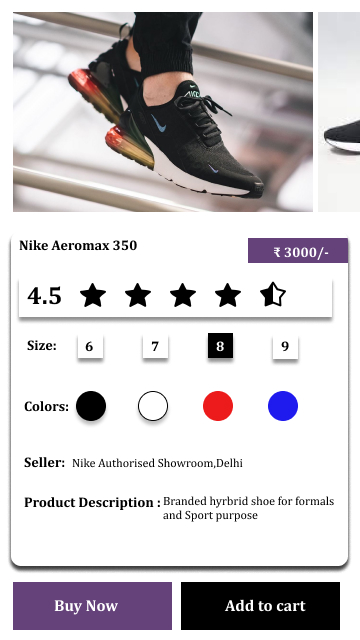 Nike Aeromax 350
₹ 3000/-
4.5
Size: 6 7 8 9
Colors:
Seller: Nike Authorised Showroom,Delhi
Product Description : Branded hyrbrid shoe for formals
and Sport purpose
Buy Now
Add to cart